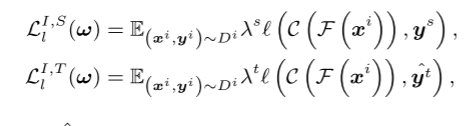 $\mathcal{L}_l^{I,S}(\boldsymbol{\omega}) = \mathbb{E}_{(\boldsymbol{x}^i, \boldsymbol{y}^i) \sim D^i} \lambda^s \ell \left( \mathcal{C} \left( \mathcal{F} \left( \boldsymbol{x}^i \right) \right), \boldsymbol{y}^s \right),$
$\mathcal{L}_l^{I,T}(\boldsymbol{\omega}) = \mathbb{E}_{(\boldsymbol{x}^i, \boldsymbol{y}^i) \sim D^i} \lambda^t \ell \left( \mathcal{C} \left( \mathcal{F} \left( \boldsymbol{x}^i \right) \right), \hat{\boldsymbol{y}^t} \right),$